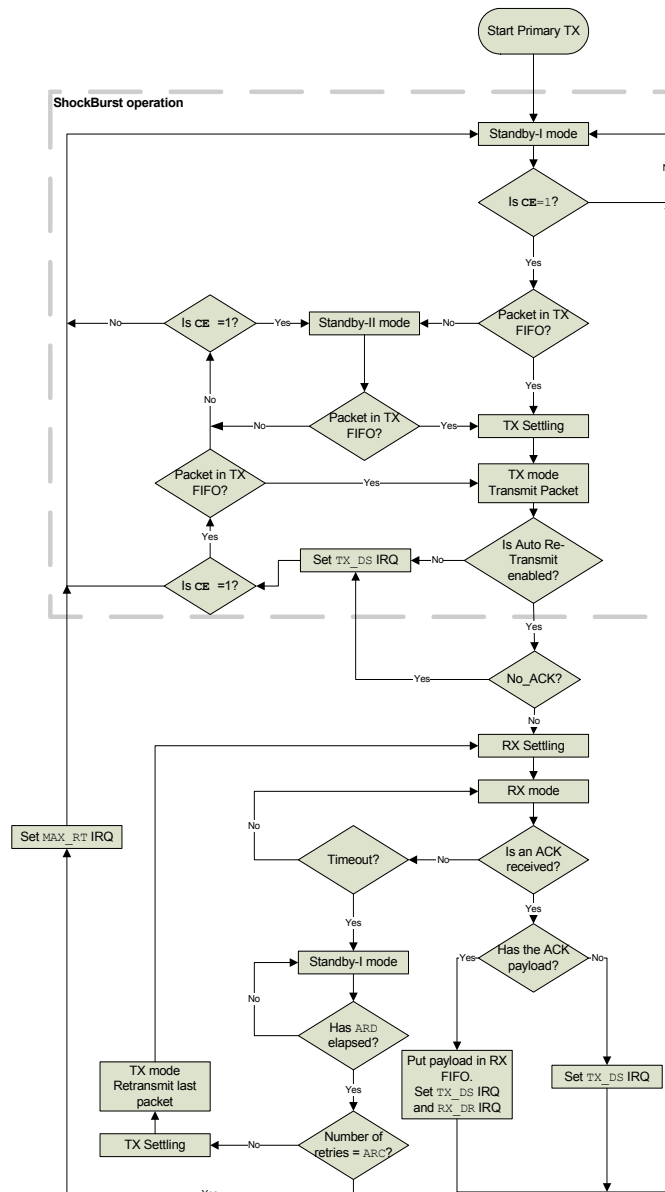 Start Primary TX
ShockBurst operation
Standby-I mode
Is CE=1?
Yes
No
Is CE =1?
Yes
Standby-II mode
No
Packet in TX
FIFO?
Yes
No
No
Packet in TX
FIFO?
Yes
TX Settling
Packet in TX
FIFO?
Yes
TX mode
Transmit Packet
Yes
Is CE =1?
Set TX_DS IRQ
No
Is Auto Re-
Transmit
enabled?
Yes
Yes
No_ACK?
No
RX Settling
RX mode
Set MAX_RT IRQ
No
Timeout?
No
Is an ACK
received?
Yes
Yes
Standby-I mode
Yes
Has the ACK
payload?
No
No
Has ARD
elapsed?
Yes
TX mode
Retransmit last
packet
Put payload in RX
FIFO.
Set TX_DS IRQ
and RX_DR IRQ
Set TX_DS IRQ
TX Settling
No
Number of
retries = ARC?
Yes